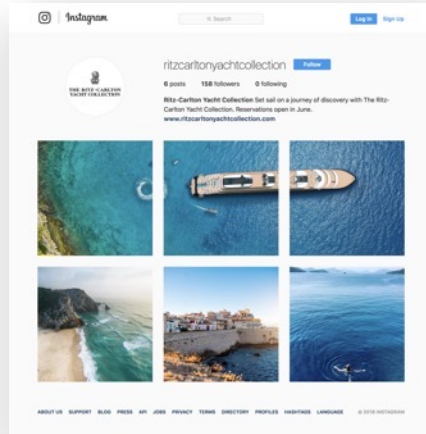 Instagram
Search
Log In Sign Up
ritzcarltonyachtcollection Follow
6 posts 158 followers 0 following
THE RITZ-CARLTON
YACHT COLLECTION
Ritz-Carlton Yacht Collection Set sail on a journey of discovery with The Ritz-
Carlton Yacht Collection. Reservations open in June.
www.ritzcarltonyachtcollection.com
ABOUT US SUPPORT BLOG PRESS API JOBS PRIVACY TERMS DIRECTORY PROFILES HASHTAGS LANGUAGE © 2018 INSTAGRAM